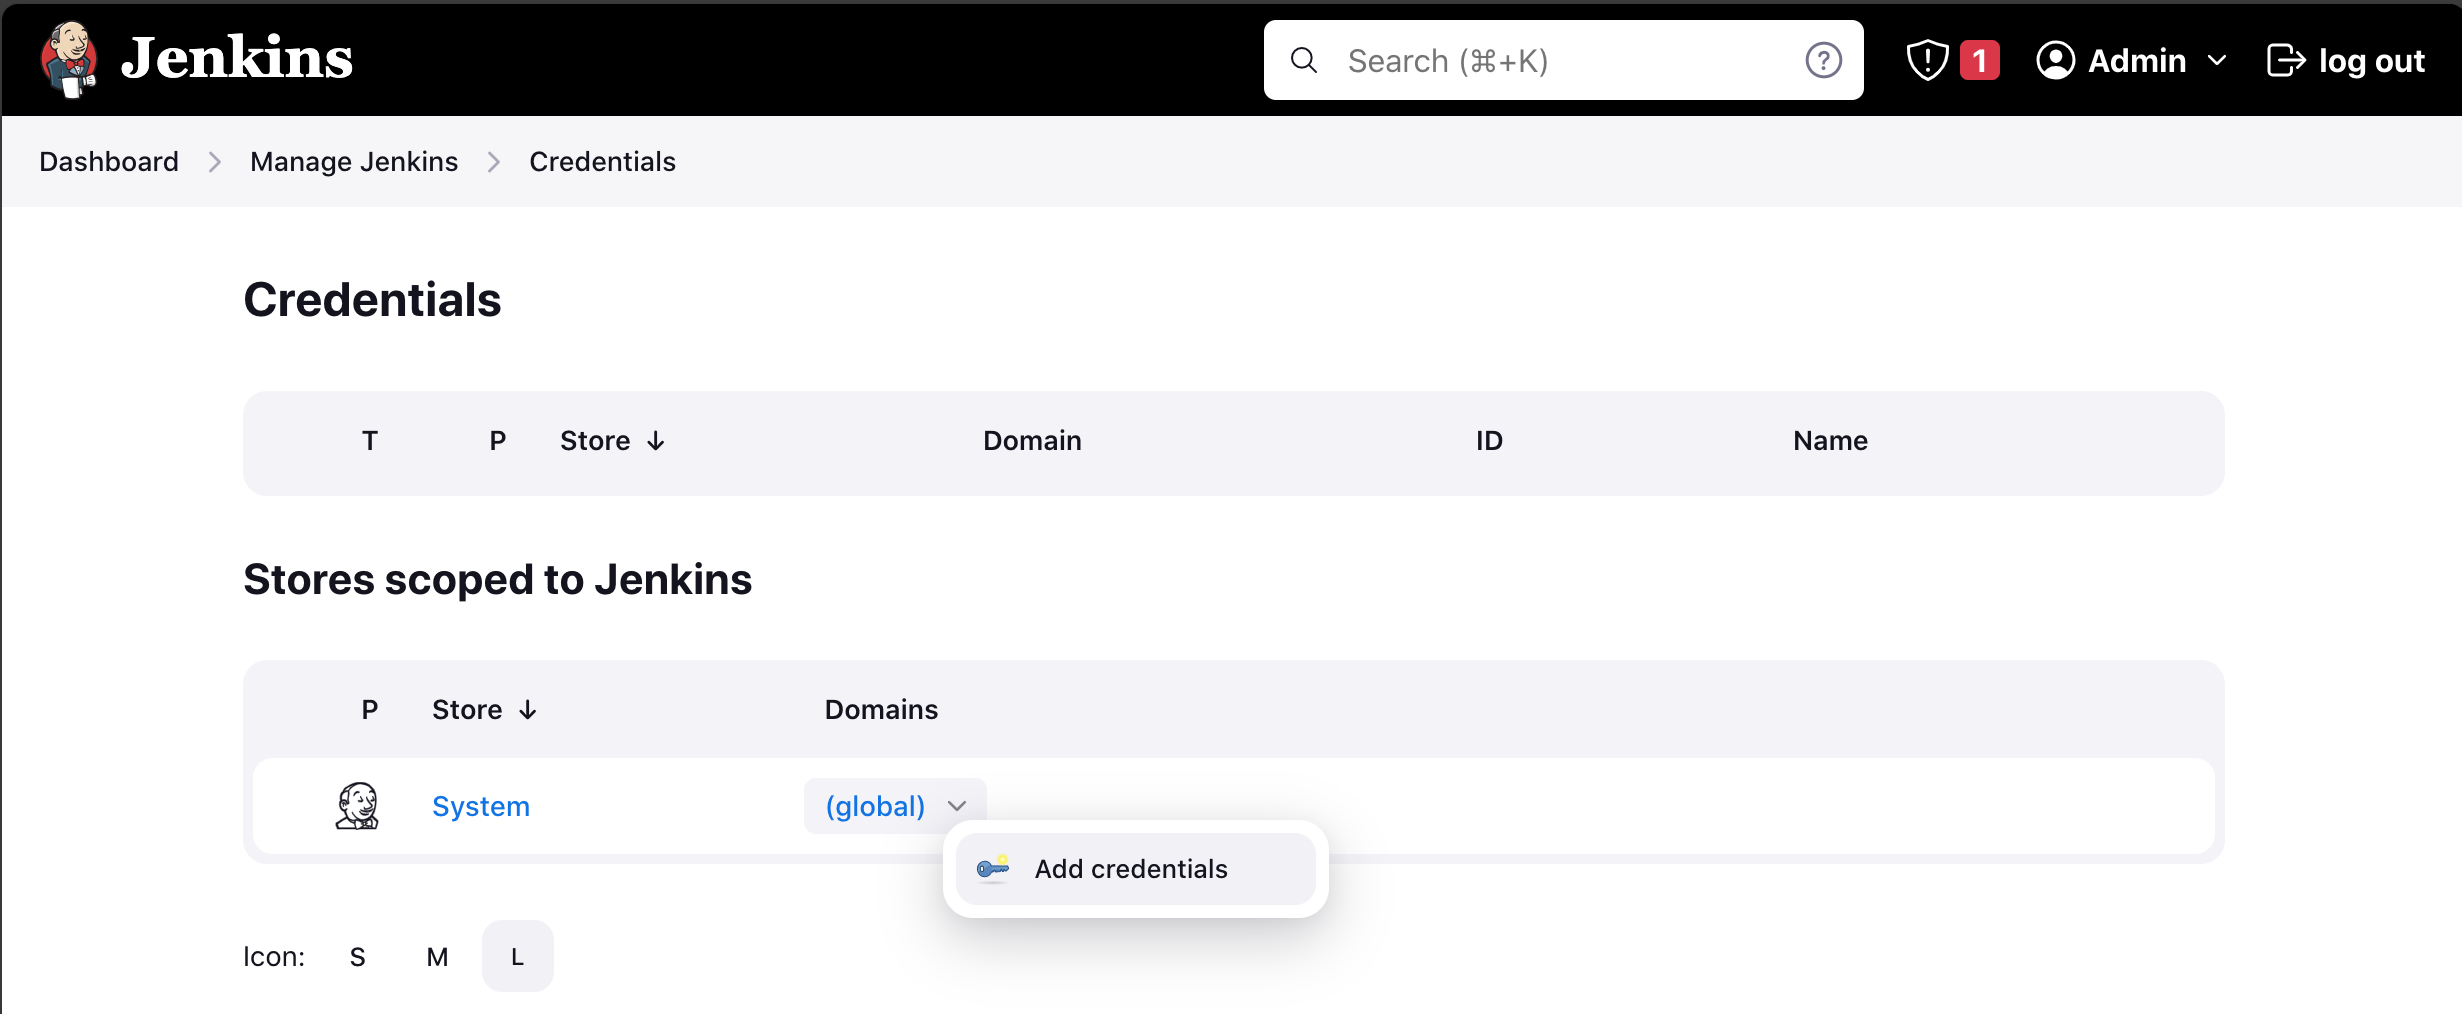 Jenkins
Search (⌘+K)
?
1
Admin
log out
Dashboard
Manage Jenkins
Credentials
Credentials
T P Store ↓ Domain ID Name
Stores scoped to Jenkins
P Store ↓ Domains
System (global)
Add credentials
Icon: S M L